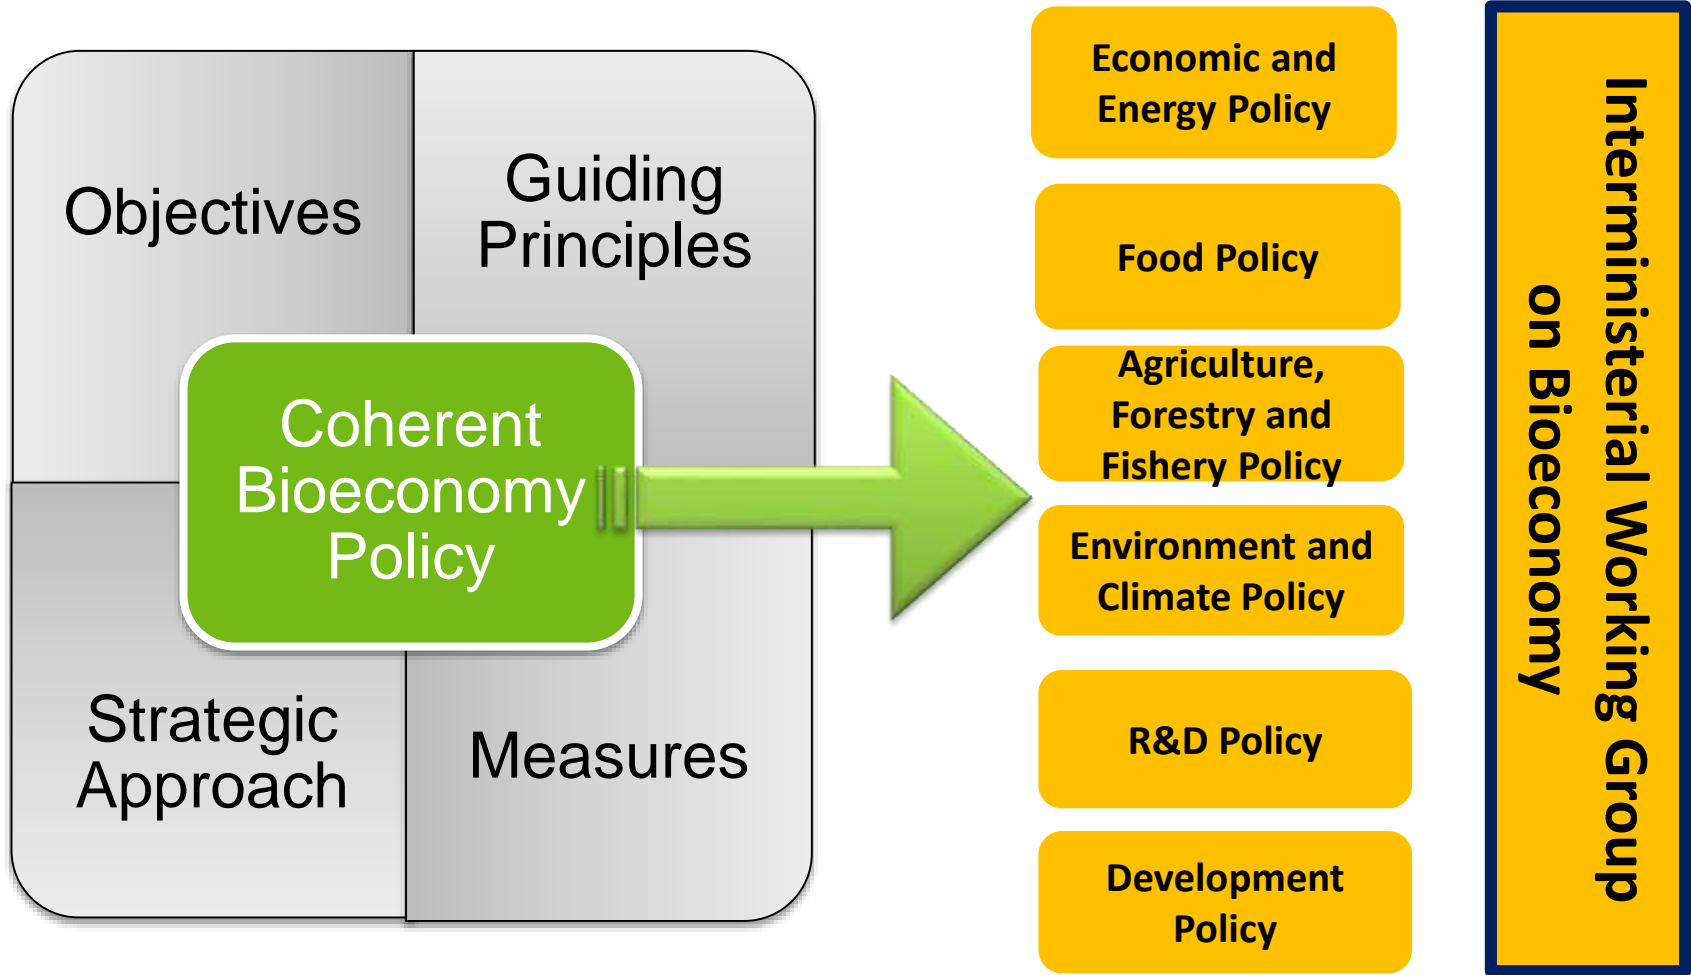 Objectives
Guiding
Principles
Coherent
Bioeconomy
Policy
Strategic
Approach
Measures
Economic and
Energy Policy
Food Policy
Agriculture,
Forestry and
Fishery Policy
Environment and
Climate Policy
R&D Policy
Development
Policy
Interministerial Working Group
on Bioeconomy